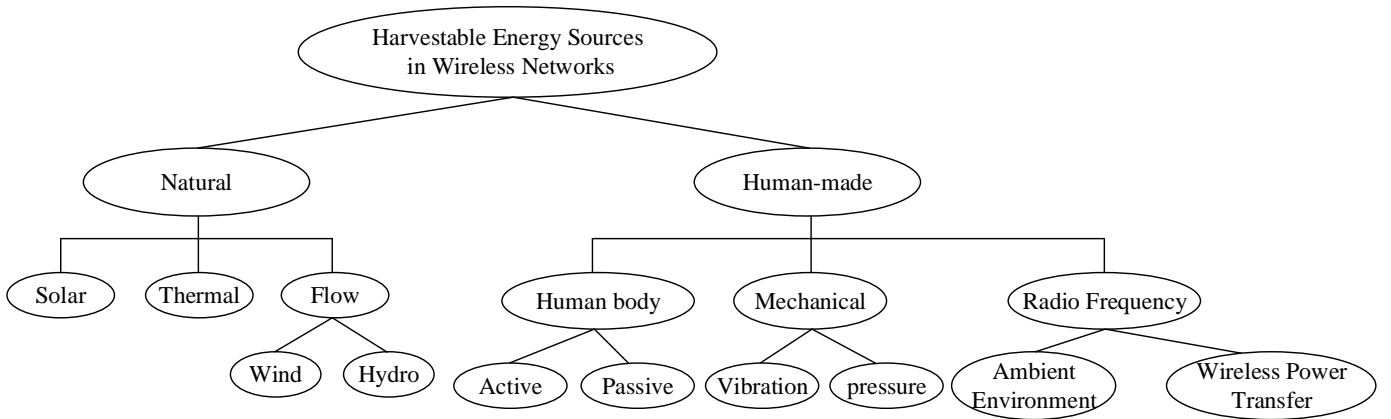 Harvestable Energy Sources
in Wireless Networks
Natural
Human-made
Solar
Thermal
Flow
Human body
Mechanical
Radio Frequency
Wind
Hydro
Active
Passive
Vibration
pressure
Ambient
Environment
Wireless Power
Transfer